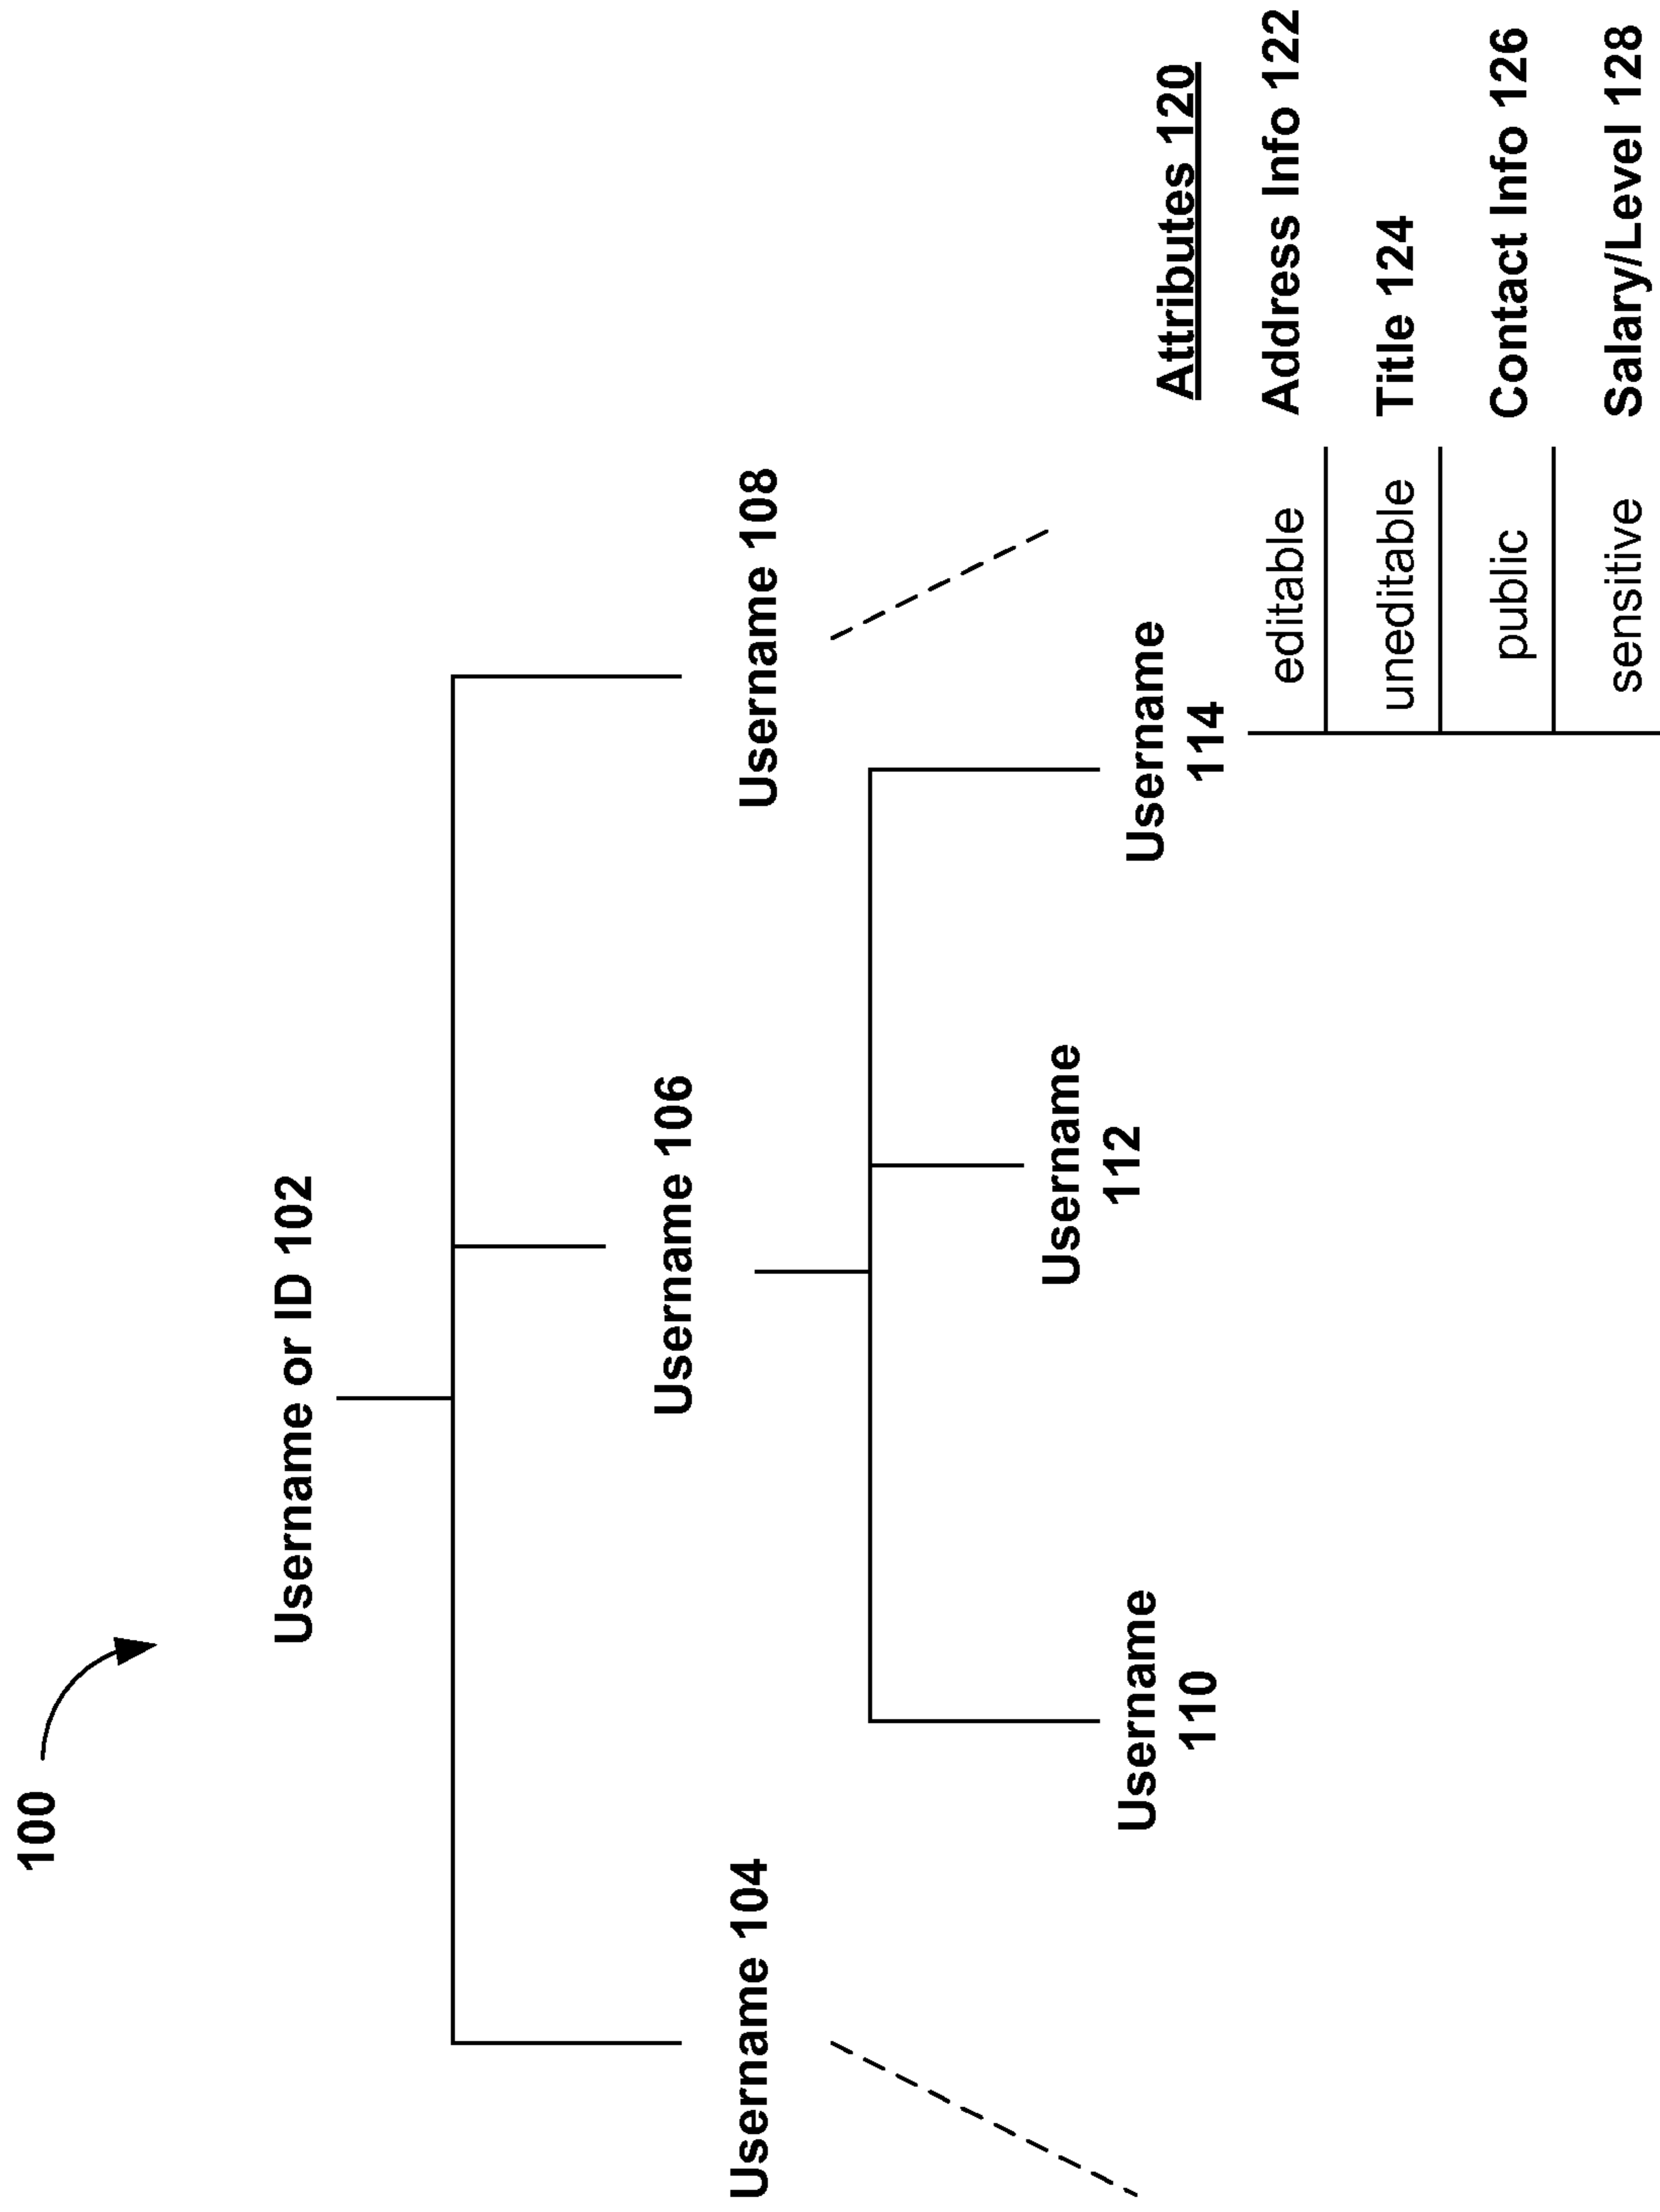 100
Username or ID 102
Username 104
Username 106
Username 108
Username
110
Username
112
Username
114
Attributes 120
editable
Address Info 122
uneditable
Title 124
public
Contact Info 126
sensitive
Salary/Level 128